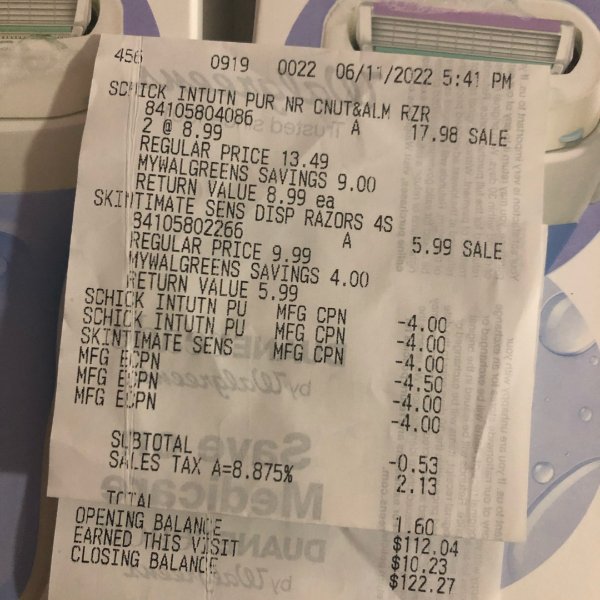 456 0919 0022 06/11/2022 5:41 PM
SCHICK INTUTN PUR NR CNUT&ALM RZR
84105804086 A 17.98 SALE
2 @ 8.99
REGULAR PRICE 13.49
MYWALGREENS SAVINGS 9.00
RETURN VALUE 8.99 ea
SKINTIMATE SENS DISP RAZORS 4S
84105802266 A 5.99 SALE
REGULAR PRICE 9.99
MYWALGREENS SAVINGS 4.00
RETURN VALUE 5.99
SCHICK INTUTN PU MFG CPN -4.00
SCHICK INTUTN PU MFG CPN -4.00
SKINTIMATE SENS MFG CPN -4.00
MFG ECPN -4.50
MFG ECPN -4.00
MFG ECPN -4.00
SUBTOTAL -0.53
SALES TAX A=8.875% 2.13
TOTAL 1.60
OPENING BALANCE $112.04
EARNED THIS VISIT $10.23
CLOSING BALANCE $122.27